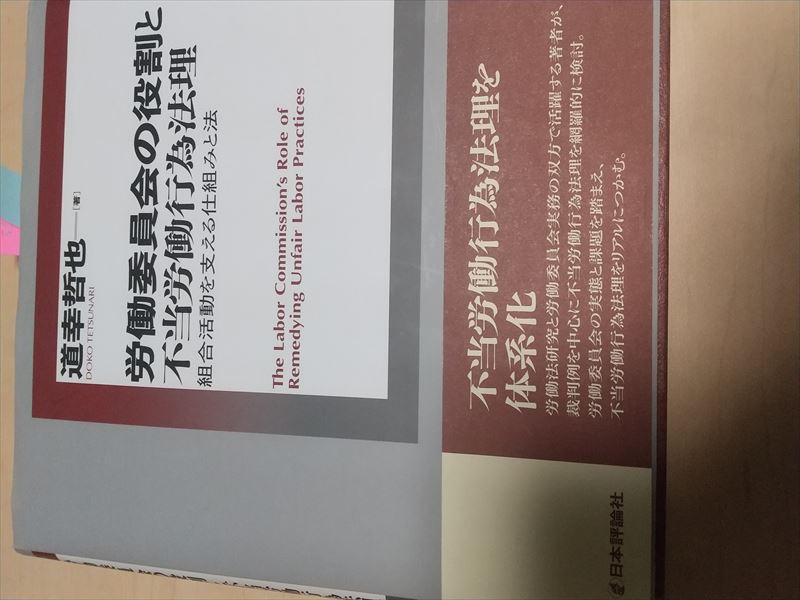 道幸哲也——[著]
DOKO TETSUNARI
労働委員会の役割と
不当労働行為法理
組合活動を支える仕組みと法
The Labor Commission's Role of
Remedying Unfair Labor Practices
不当労働行為法理を
体系化
労働法研究と労働委員会実務の双方で活躍する著者が、
裁判例を中心に不当労働行為法理を網羅的に検討。
労働委員会の実態と課題を踏まえ、
不当労働行為法理をリアルにつかむ。
日本評論社